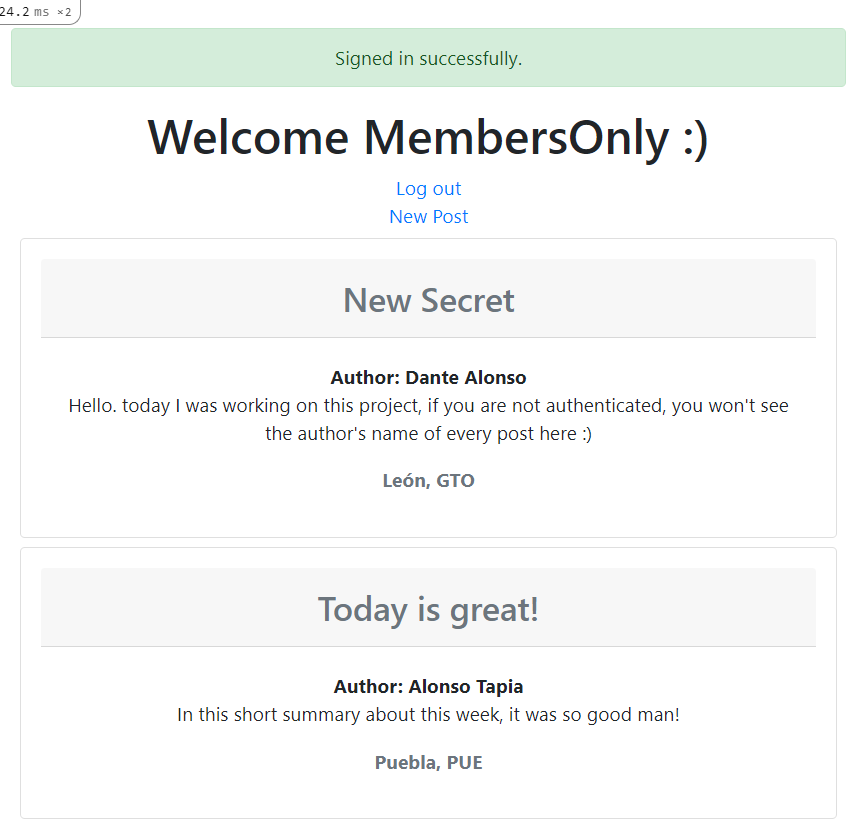 24.2 ms ×2
Signed in successfully.
Welcome MembersOnly :)
Log out
New Post
New Secret
Author: Dante Alonso
Hello. today I was working on this project, if you are not authenticated, you won't see
the author's name of every post here :)
León, GTO
Today is great!
Author: Alonso Tapia
In this short summary about this week, it was so good man!
Puebla, PUE